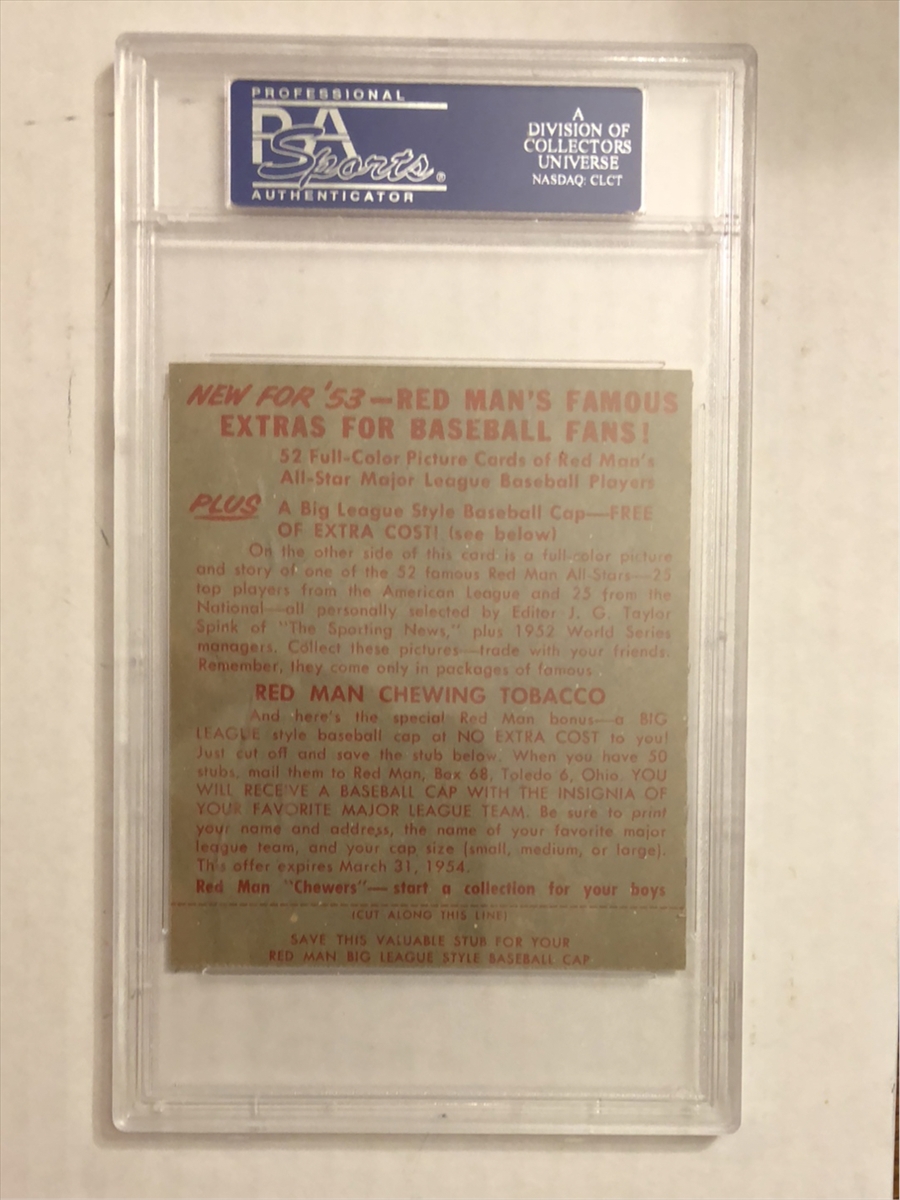 PROFESSIONAL
PSA
Sports®
AUTHENTICATOR
A
DIVISION OF
COLLECTORS
UNIVERSE
NASDAQ: CLCT
NEW FOR '53—RED MAN'S FAMOUS
EXTRAS FOR BASEBALL FANS!
52 Full-Color Picture Cards of Red Man's
All-Star Major League Baseball Players
PLUS A Big League Style Baseball Cap—FREE
OF EXTRA COST! (see below)
On the other side of this card is a full-color picture
and story of one of the 52 famous Red Man All-Stars—25
top players from the American League and 25 from the
National—all personally selected by Editor J. G. Taylor
Spink of "The Sporting News," plus 1952 World Series
managers. Collect these pictures—trade with your friends.
Remember, they come only in packages of famous
RED MAN CHEWING TOBACCO
And here's the special Red Man bonus—a BIG
LEAGUE style baseball cap at NO EXTRA COST to you!
Just cut off and save the stub below. When you have 50
stubs, mail them to Red Man, Box 68, Toledo 6, Ohio. YOU
WILL RECEIVE A BASEBALL CAP WITH THE INSIGNIA OF
YOUR FAVORITE MAJOR LEAGUE TEAM. Be sure to print
your name and address, the name of your favorite major
league team, and your cap size (small, medium, or large).
This offer expires March 31, 1954.
Red Man "Chewers"—start a collection for your boys
(CUT ALONG THIS LINE)
SAVE THIS VALUABLE STUB FOR YOUR
RED MAN BIG LEAGUE STYLE BASEBALL CAP